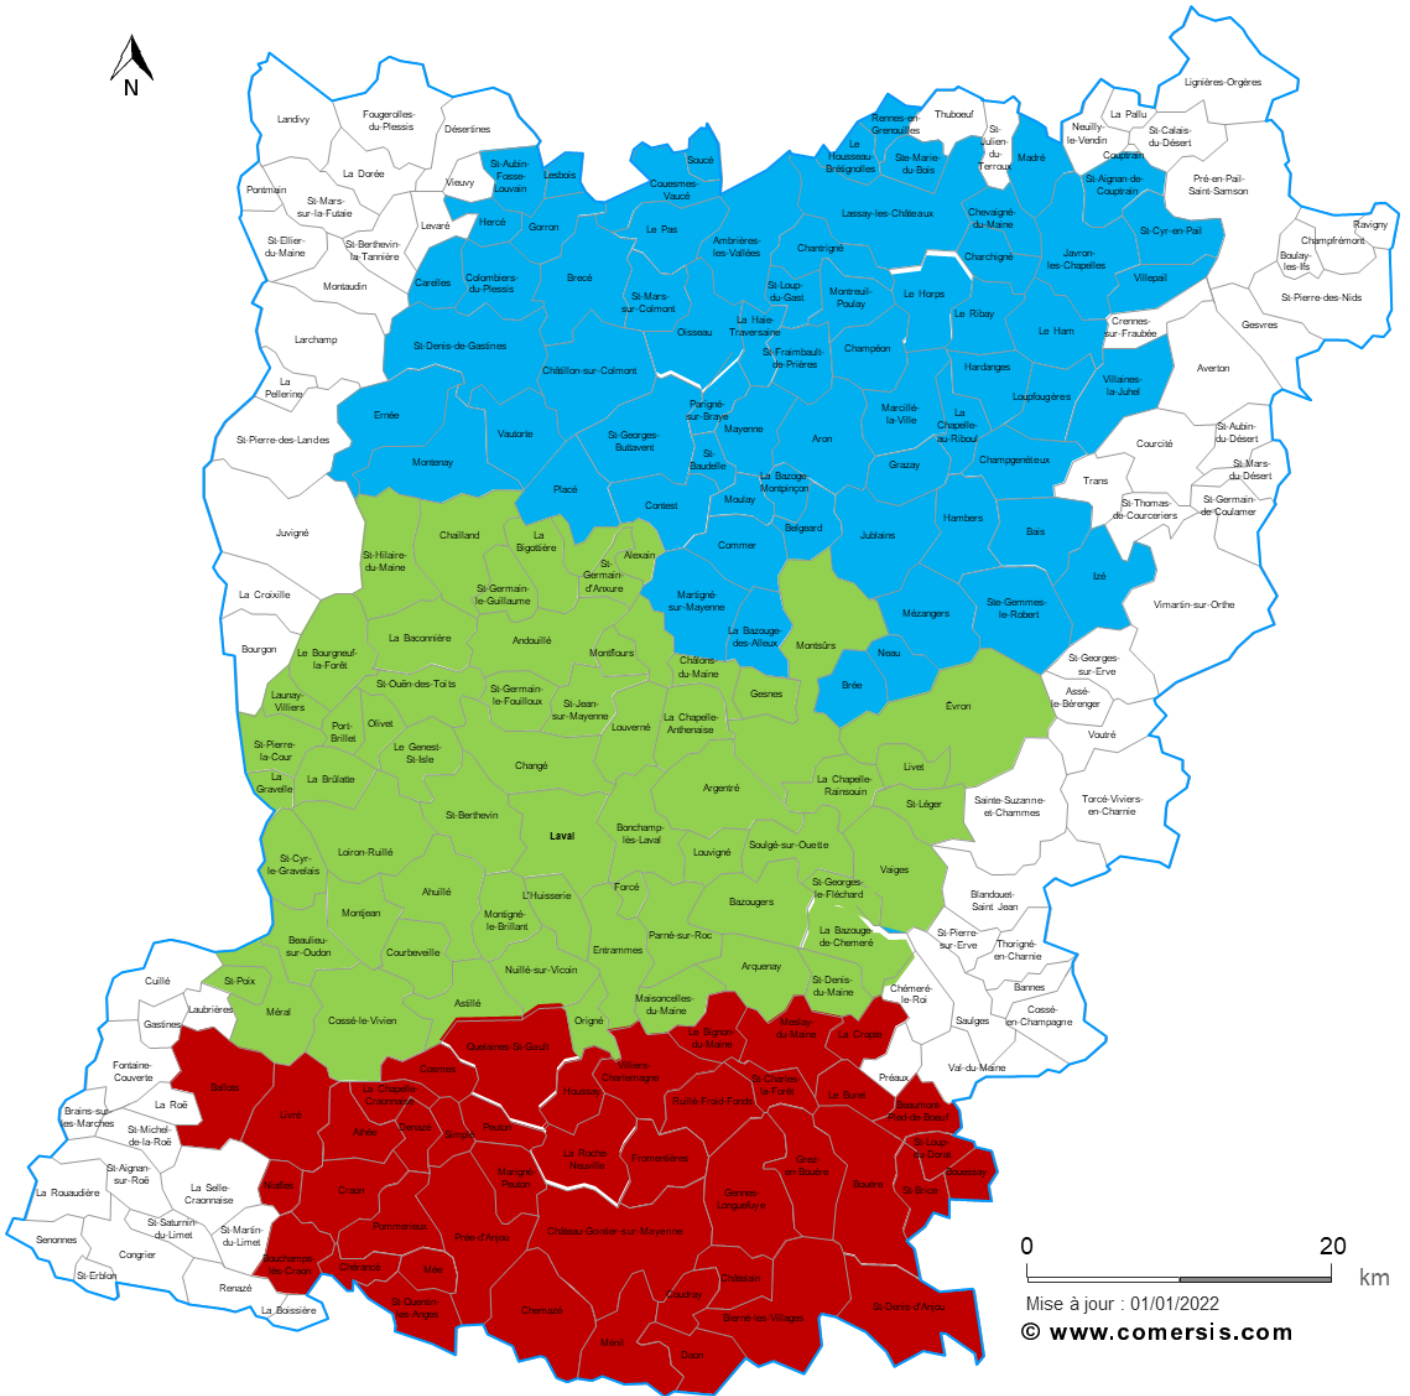 N
Lignières-Orgères
Landivy
Fougerolles-
du-Plessis
Désertines
Rennes-en-
Grenouilles
Thuboeuf
La Pallu
Neuilly-
le-Vendin
St-Calais-
du-Désert
St-
Julien-
du-
Terroux
Madré
Couptrain
Le
Housseau-
Brétignolles
Ste-Marie-
du-Bois
Soucé
St-Aubin-
Fosse-
Louvain
Lesbois
La Dorée
Vieuvy
Pontmain
Couesmes-
Vaucé
St-Aignan-de-
Couptrain
Pré-en-Pail-
Saint-Samson
St-Mars-
sur-la-Futaie
Levaré
Hercé
Gorron
Le Pas
Lassay-les-Châteaux
Chevaigné-
du-Maine
St-Cyr-en-Pail
Ravigny
Champfrémont
Boulay-
les-Ifs
St-Ellier-
du-Maine
St-Berthevin-
la-Tannière
Ambrières-
les-Vallées
Chantrigné
Charchigné
Javron-
les-Chapelles
Villepail
St-Pierre-des-Nids
Montaudin
Carelles
Colombiers-
du-Plessis
Brecé
St-Mars-
sur-Colmont
St-Loup-
du-Gast
Montreuil-
Poulay
Le Horps
Le Ribay
Le Ham
Crennes-
sur-Fraubée
Gesvres
Larchamp
St-Denis-de-Gastines
Oisseau
La Haie-
Traversaine
St-Fraimbault-
de-Prières
Champéon
Hardanges
Averton
Châtillon-sur-Colmont
La
Pellerine
Villaines-
la-Juhel
Loupfougères
Ernée
Vautorte
Parigné-
sur-Braye
Mayenne
Marcillé-
la-Ville
La
Chapelle-
au-Riboul
St-Pierre-des-Landes
St-Georges-
Buttavent
Aron
Courcité
St-Aubin-
du-Désert
Montenay
St-
Baudelle
Grazay
Champgenéteux
St-Mars-
du-Désert
Placé
La Bazoge-
Montpinçon
Trans
Contest
Moulay
St-Thomas-
de-Courceriers
St-Germain-
de-Coulamer
Juvigné
Chailland
La
Bigottière
Alexain
Commer
Belgeard
Jublains
Hambers
Bais
St-Hilaire-
du-Maine
St-
Germain-
d'Anxure
Izé
La Croixille
St-Germain-
le-Guillaume
Martigné-
sur-Mayenne
Mézangers
Ste-Gemmes-
le-Robert
Vimartin-sur-Orthe
Bourgon
Le Bourgneuf-
la-Forêt
La Baconnière
Andouillé
Montflours
La Bazouge-
des-Alleux
Montsûrs
Neau
Châlons-
du-Maine
St-Georges-
sur-Erve
Launay-
Villiers
St-Ouën-des-Toits
St-Germain-
le-Fouilloux
St-Jean-
sur-Mayenne
Gesnes
Brée
Évron
Assé-
le-Bérenger
Port-
Brillet
Olivet
Louverné
La Chapelle-
Anthenaise
Voutré
St-Pierre-
la-Cour
Le Genest-
St-Isle
Changé
Livet
La
Gravelle
La Brûlatte
Argentré
La Chapelle-
Rainsouin
St-Léger
Sainte-Suzanne-
et-Chammes
Torcé-Viviers-
en-Charnie
St-Berthevin
Laval
Bonchamp-
lès-Laval
Louvigné
Soulgé-sur-Ouette
Loiron-Ruillé
St-Cyr-
le-Gravelais
Vaiges
Ahuillé
L'Huisserie
Forcé
Bazougers
St-Georges-
le-Fléchard
Blandouet-
Saint Jean
Montjean
Montigné-
le-Brillant
Beaulieu-
sur-Oudon
Courbeveille
Entrammes
Parné-sur-Roc
La Bazouge-
de-Chemeré
St-Pierre-
sur-Erve
Thorigné-
en-Charnie
Cuillé
St-Poix
Nuillé-sur-Vicoin
Arquenay
St-Denis-
du-Maine
Chémeré-
le-Roi
Bannes
Laubrières
Méral
Cossé-le-Vivien
Astillé
Origné
Maisoncelles-
du-Maine
Saulges
Cossé-
en-Champagne
Gastines
Le Bignon-
du-Maine
Meslay-
du-Maine
La Cropte
Quelaines-St-Gault
Fontaine-
Couverte
Ballots
Cosmes
Villiers-
Charlemagne
Val-du-Maine
Préaux
La Chapelle-
Craonnaise
Houssay
St-Charles-
la-Forêt
Ruillé-Froid-Fonds
Le Buret
Beaumont-
Pied-de-Boeuf
Brains-sur-
les-Marches
La Roë
Livré
Athée
Denazé
Simplé
Peuton
St-Michel-
de-la-Roë
La Roche-
Neuville
Fromentières
Grez-
en-Bouère
St-Loup-
du-Dorat
Bouessay
St-Aignan-
sur-Roë
Niafles
Craon
Marigné-
Peuton
Gennes-
Longuefuye
Bouère
St-Brice
La Rouaudière
La Selle-
Craonnaise
Senonnes
St-Saturnin-
du-Limet
St-Martin-
du-Limet
Pommerieux
Prée-d'Anjou
Château-Gontier-sur-Mayenne
Congrier
Bouchamps-
lès-Craon
Chérancé
Mée
Châtelain
St-Erblon
Renazé
St-Quentin-
les-Anges
Chemazé
Coudray
Bierné-les-Villages
St-Denis-d'Anjou
La Boissière
Ménil
Daon
0 20
km
Mise à jour : 01/01/2022
© www.comersis.com